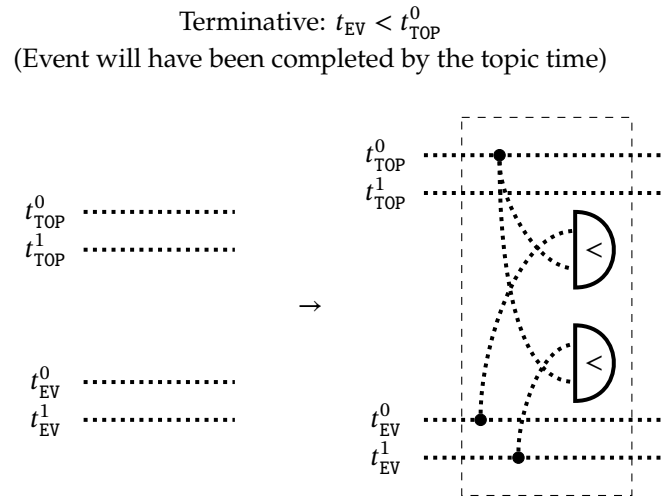 Terminative: t_EV < t^0_TOP
(Event will have been completed by the topic time)
t^0_TOP
t^1_TOP
t^0_EV
t^1_EV
→
t^0_TOP
t^1_TOP
<
<
t^0_EV
t^1_EV